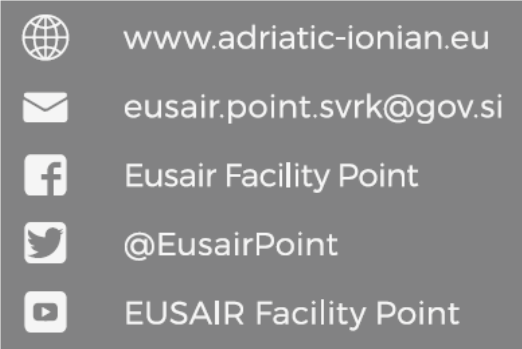 www.adriatic-ionian.eu
eusair.point.svrk@gov.si
Eusair Facility Point
@EusairPoint
EUSAIR Facility Point